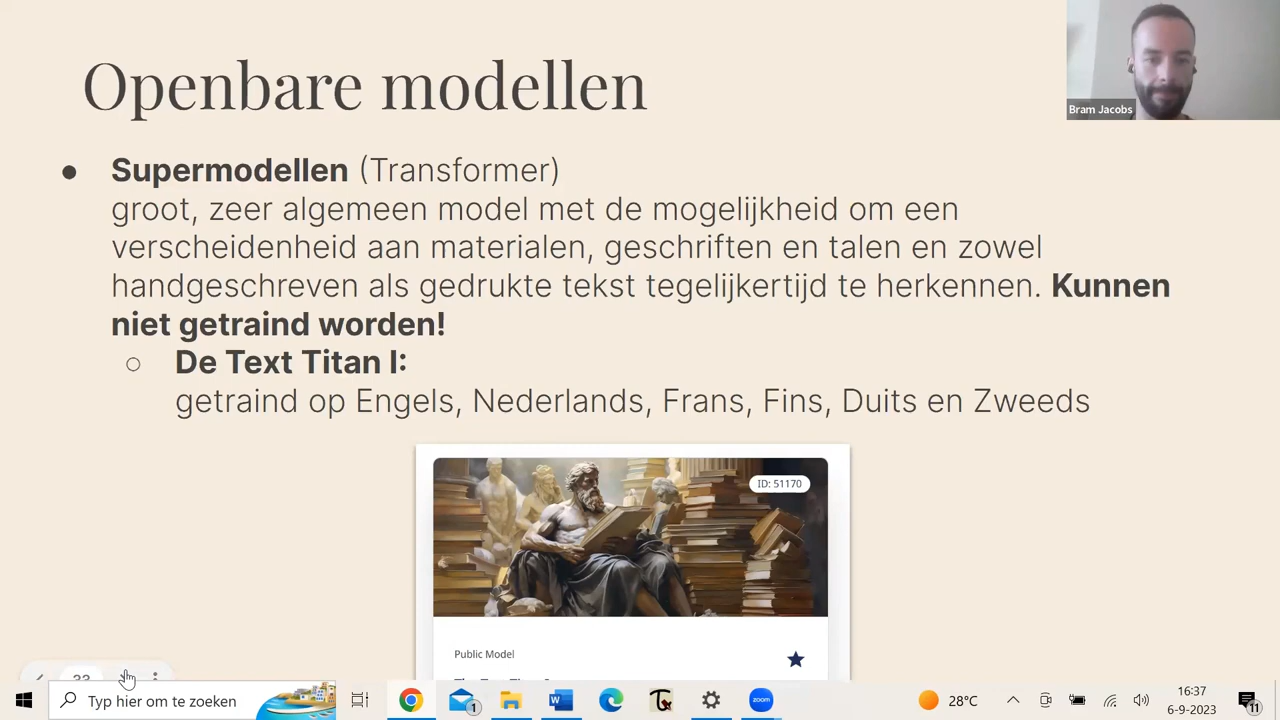 Openbare modellen
Bram Jacobs
● Supermodellen (Transformer)
groot, zeer algemeen model met de mogelijkheid om een
verscheidenheid aan materialen, geschriften en talen en zowel
handgeschreven als gedrukte tekst tegelijkertijd te herkennen. Kunnen
niet getraind worden!
○ De Text Titan I:
getraind op Engels, Nederlands, Frans, Fins, Duits en Zweeds
ID: 51170
Public Model
Typ hier om te zoeken
1
28°C
16:37
6-9-2023
11